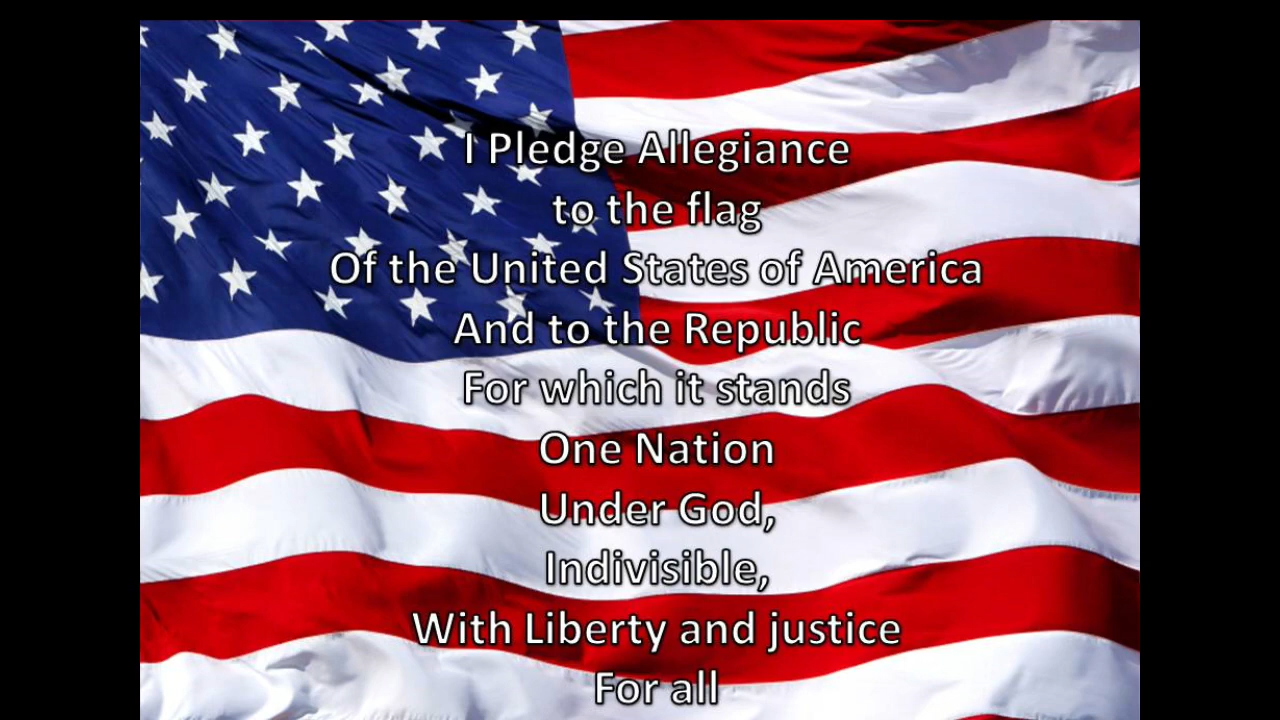 I Pledge Allegiance
to the flag
Of the United States of America
And to the Republic
For which it stands
One Nation
Under God,
Indivisible,
With Liberty and justice
For all